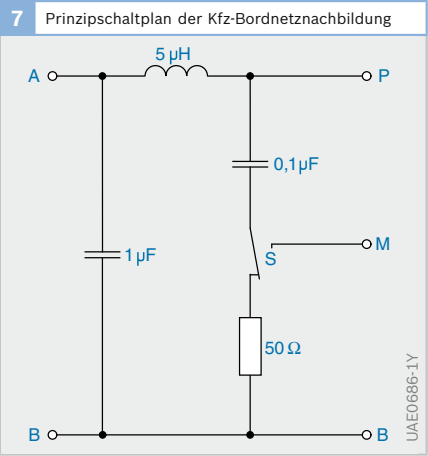 7 Prinzipschaltplan der Kfz-Bordnetznachbildung
5 µH
A
P
0,1µF
M
S
1µF
50 Ω
B
B
UAE0686-1Y